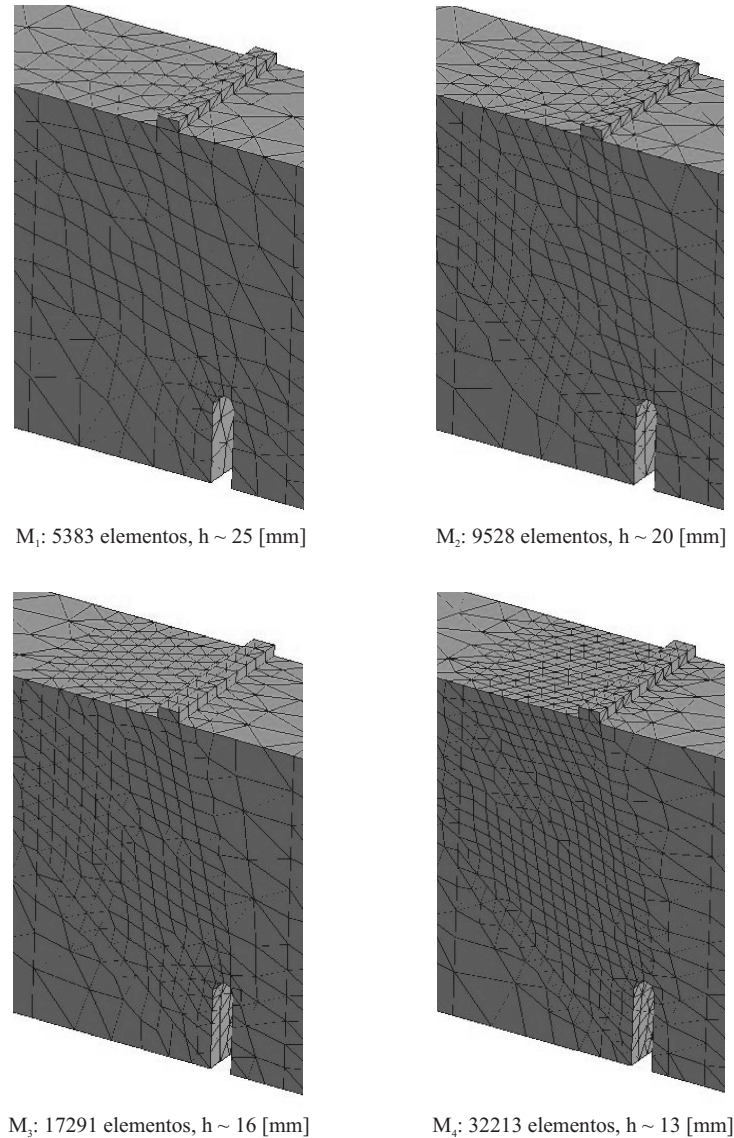 M₁: 5383 elementos, h ~ 25 [mm]
M₂: 9528 elementos, h ~ 20 [mm]
M₃: 17291 elementos, h ~ 16 [mm]
M₄: 32213 elementos, h ~ 13 [mm]